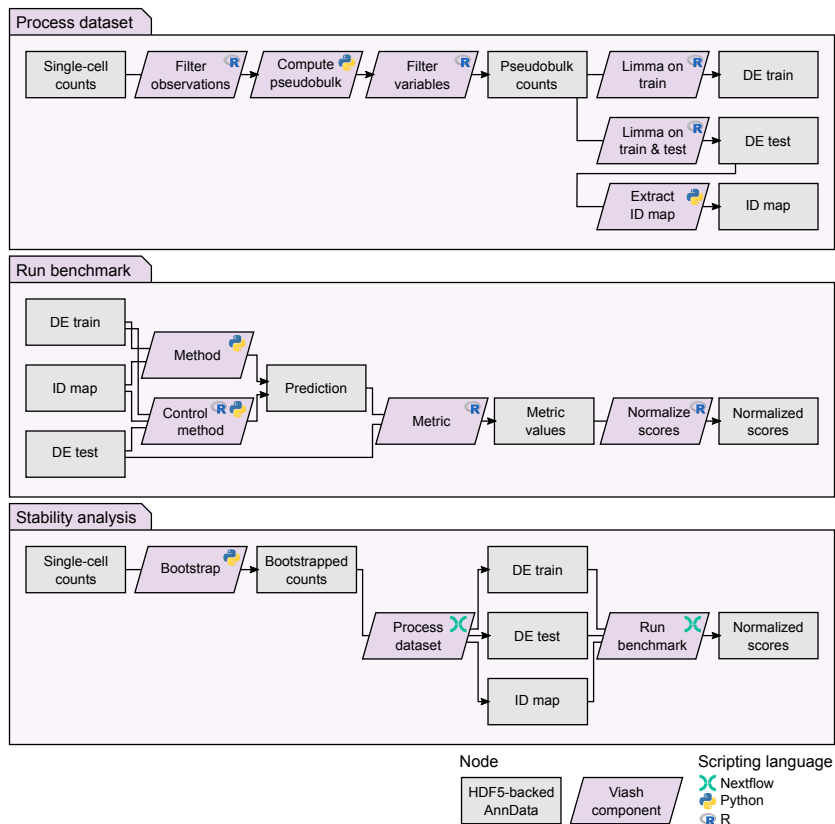 Process dataset
Single-cell
counts
Filter
observations
Compute
pseudobulk
Filter
variables
Pseudobulk
counts
Limma on
train
DE train
Limma on
train & test
DE test
Extract
ID map
ID map
Run benchmark
DE train
ID map
DE test
Method
Control
method
Prediction
Metric
Metric
values
Normalize
scores
Normalized
scores
Stability analysis
Single-cell
counts
Bootstrap
Bootstrapped
counts
Process
dataset
DE train
DE test
ID map
Run
benchmark
Normalized
scores
Node
HDF5-backed
AnnData
Viash
component
Scripting language
Nextflow
Python
R